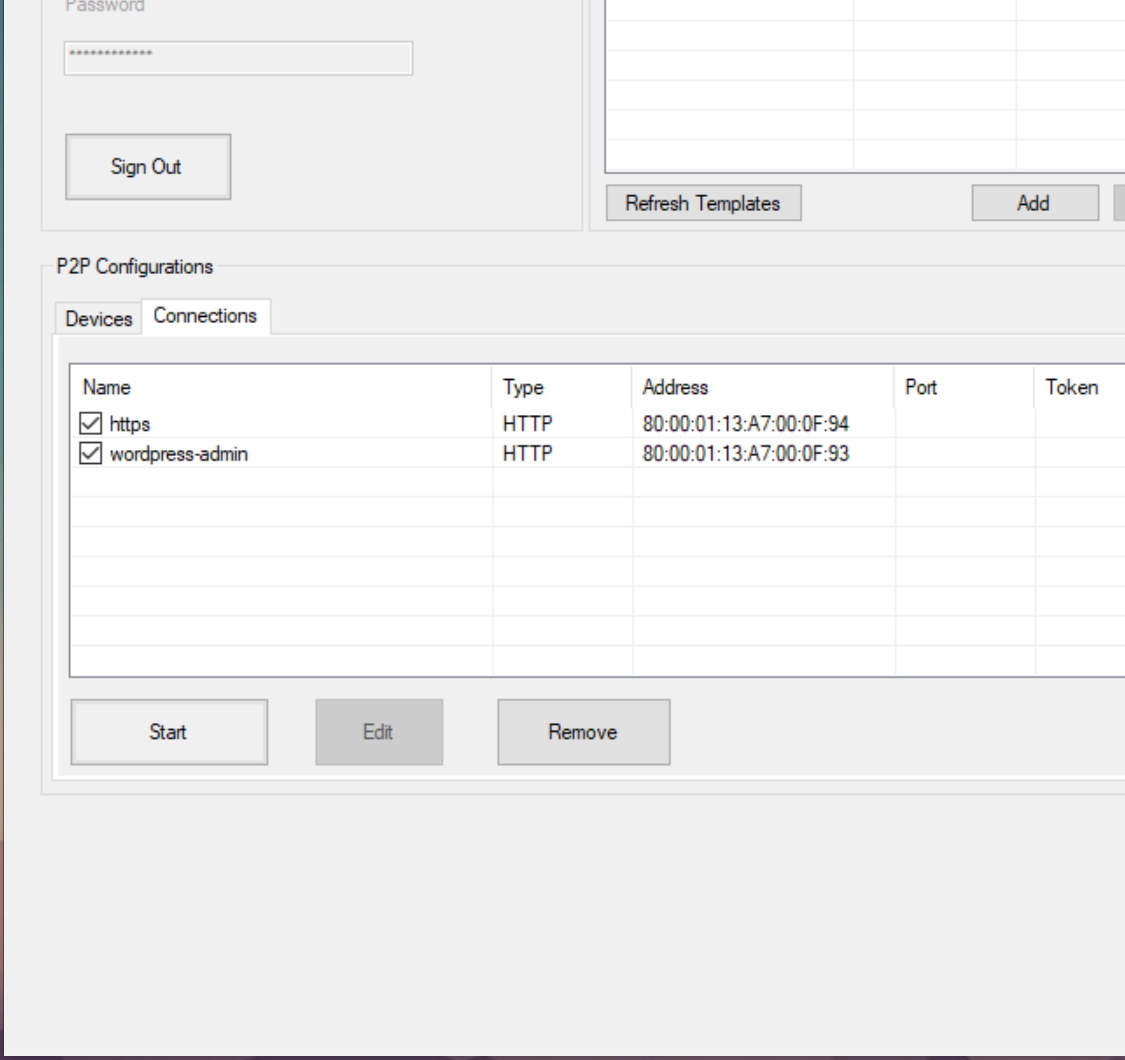 Password
************
Sign Out
Refresh Templates
Add
P2P Configurations
Devices Connections
Name Type Address Port Token
https HTTP 80:00:01:13:A7:00:0F:94
wordpress-admin HTTP 80:00:01:13:A7:00:0F:93
Start Edit Remove